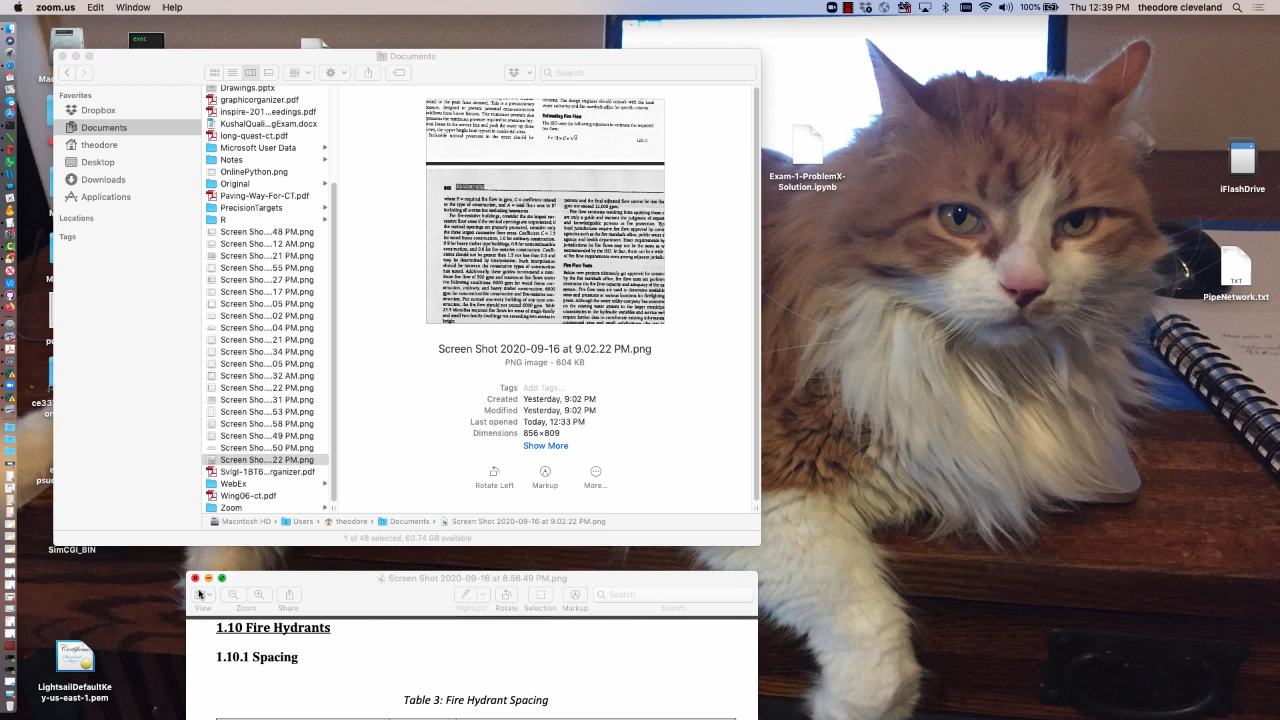 zoom.us Edit Window Help
100% Thu 12:39 PM theodore cleveland
exec
Documents
Search
Favorites
Dropbox
Documents
theodore
Desktop
Downloads
Applications
Locations
Tags
Drawings.pptx
graphicorganizer.pdf
inspire-201...eedings.pdf
KushalQuali...gExam.docx
long-quest-ct.pdf
Microsoft User Data
Notes
OnlinePython.png
Original
Paving-Way-For-CT.pdf
PrecisionTargets
R
Screen Sho....48 PM.png
Screen Sho....12 AM.png
Screen Sho....21 PM.png
Screen Sho....55 PM.png
Screen Sho....27 PM.png
Screen Sho....17 PM.png
Screen Sho....05 PM.png
Screen Sho....02 PM.png
Screen Sho....04 PM.png
Screen Sho....21 PM.png
Screen Sho....34 PM.png
Screen Sho....05 PM.png
Screen Sho....32 AM.png
Screen Sho....22 PM.png
Screen Sho....31 PM.png
Screen Sho....53 PM.png
Screen Sho....58 PM.png
Screen Sho....49 PM.png
Screen Sho....50 PM.png
Screen Sho....22 PM.png
Svigl-1BT6...rganizer.pdf
WebEx
Wing06-ct.pdf
Zoom
Estimating Fire Flow
Fire Flow Tests
Screen Shot 2020-09-16 at 9.02.22 PM.png
PNG image - 604 KB
Tags Add Tags...
Created Yesterday, 9:02 PM
Modified Yesterday, 9:02 PM
Last opened Today, 12:33 PM
Dimensions 856×809
Show More
Rotate Left Markup More...
Macintosh HD › Users › theodore › Documents › Screen Shot 2020-09-16 at 9.02.22 PM.png
1 of 48 selected, 60.74 GB available
Exam-1-ProblemX-
Solution.ipynb
iFlashDrive
TXT
PipeNetwork.txt
SimCGI_BIN
LightsailDefaultKe
y-us-east-1.pem
Screen Shot 2020-09-16 at 8.56.49 PM.png
Search
View Zoom Share Highlight Rotate Selection Markup Search
1.10 Fire Hydrants
1.10.1 Spacing
Table 3: Fire Hydrant Spacing